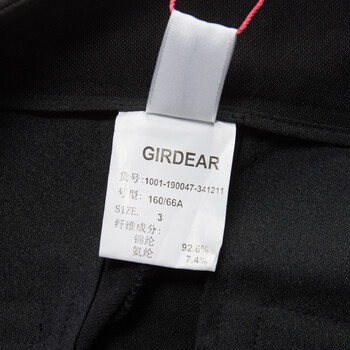 GIRDEAR
货号:1001-190047-341211
号型: 160/66A
SIZE. 3
纤维成分:
锦纶 92.6%
氨纶 7.4%